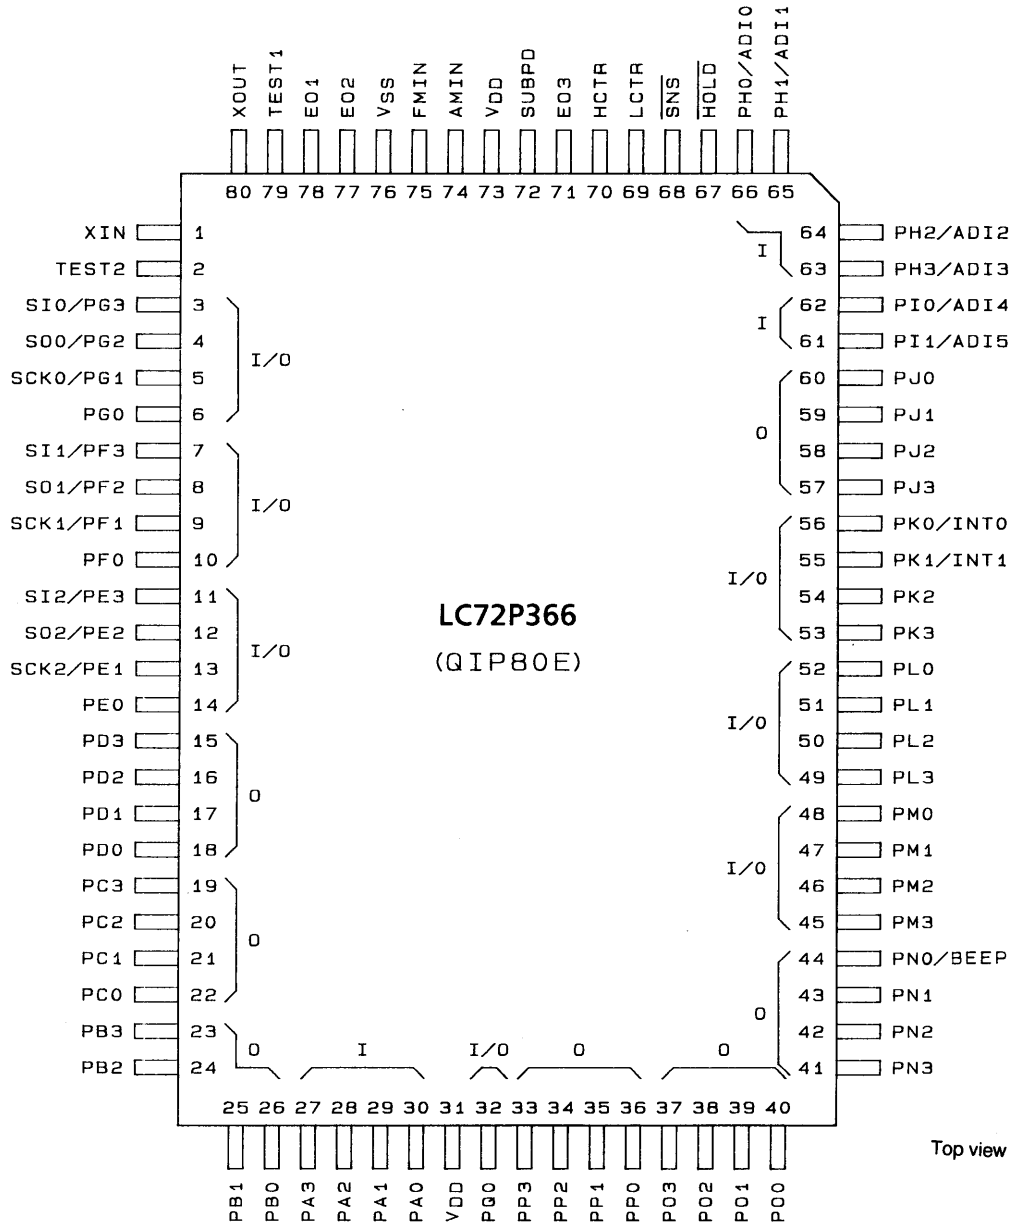 XOUT TEST1 EO1 EO2 VSS FMIN AMIN VDD SUBPD EO3 HCTR LCTR SNS HOLD PH0/ADI0 PH1/ADI1
80 79 78 77 76 75 74 73 72 71 70 69 68 67 66 65
XIN 1 64 PH2/ADI2
I
TEST2 2 63 PH3/ADI3
SI0/PG3 3 62 PI0/ADI4
I
SO0/PG2 4 61 PI1/ADI5
I/O
SCK0/PG1 5 60 PJ0
PG0 6 59 PJ1
O
SI1/PF3 7 58 PJ2
SO1/PF2 8 57 PJ3
I/O
SCK1/PF1 9 56 PK0/INT0
PF0 10 55 PK1/INT1
I/O
SI2/PE3 11 54 PK2
LC72P366
SO2/PE2 12 53 PK3
I/O
(QIP80E)
SCK2/PE1 13 52 PL0
PE0 14 51 PL1
I/O
PD3 15 50 PL2
PD2 16 49 PL3
O
PD1 17 48 PM0
PD0 18 47 PM1
I/O
PC3 19 46 PM2
PC2 20 45 PM3
O
PC1 21 44 PN0/BEEP
PC0 22 43 PN1
O
PB3 23 42 PN2
O I I/O O O
PB2 24 41 PN3
25 26 27 28 29 30 31 32 33 34 35 36 37 38 39 40
PB1 PB0 PA3 PA2 PA1 PA0 VDD PQ0 PP3 PP2 PP1 PP0 PO3 PO2 PO1 PO0
Top view